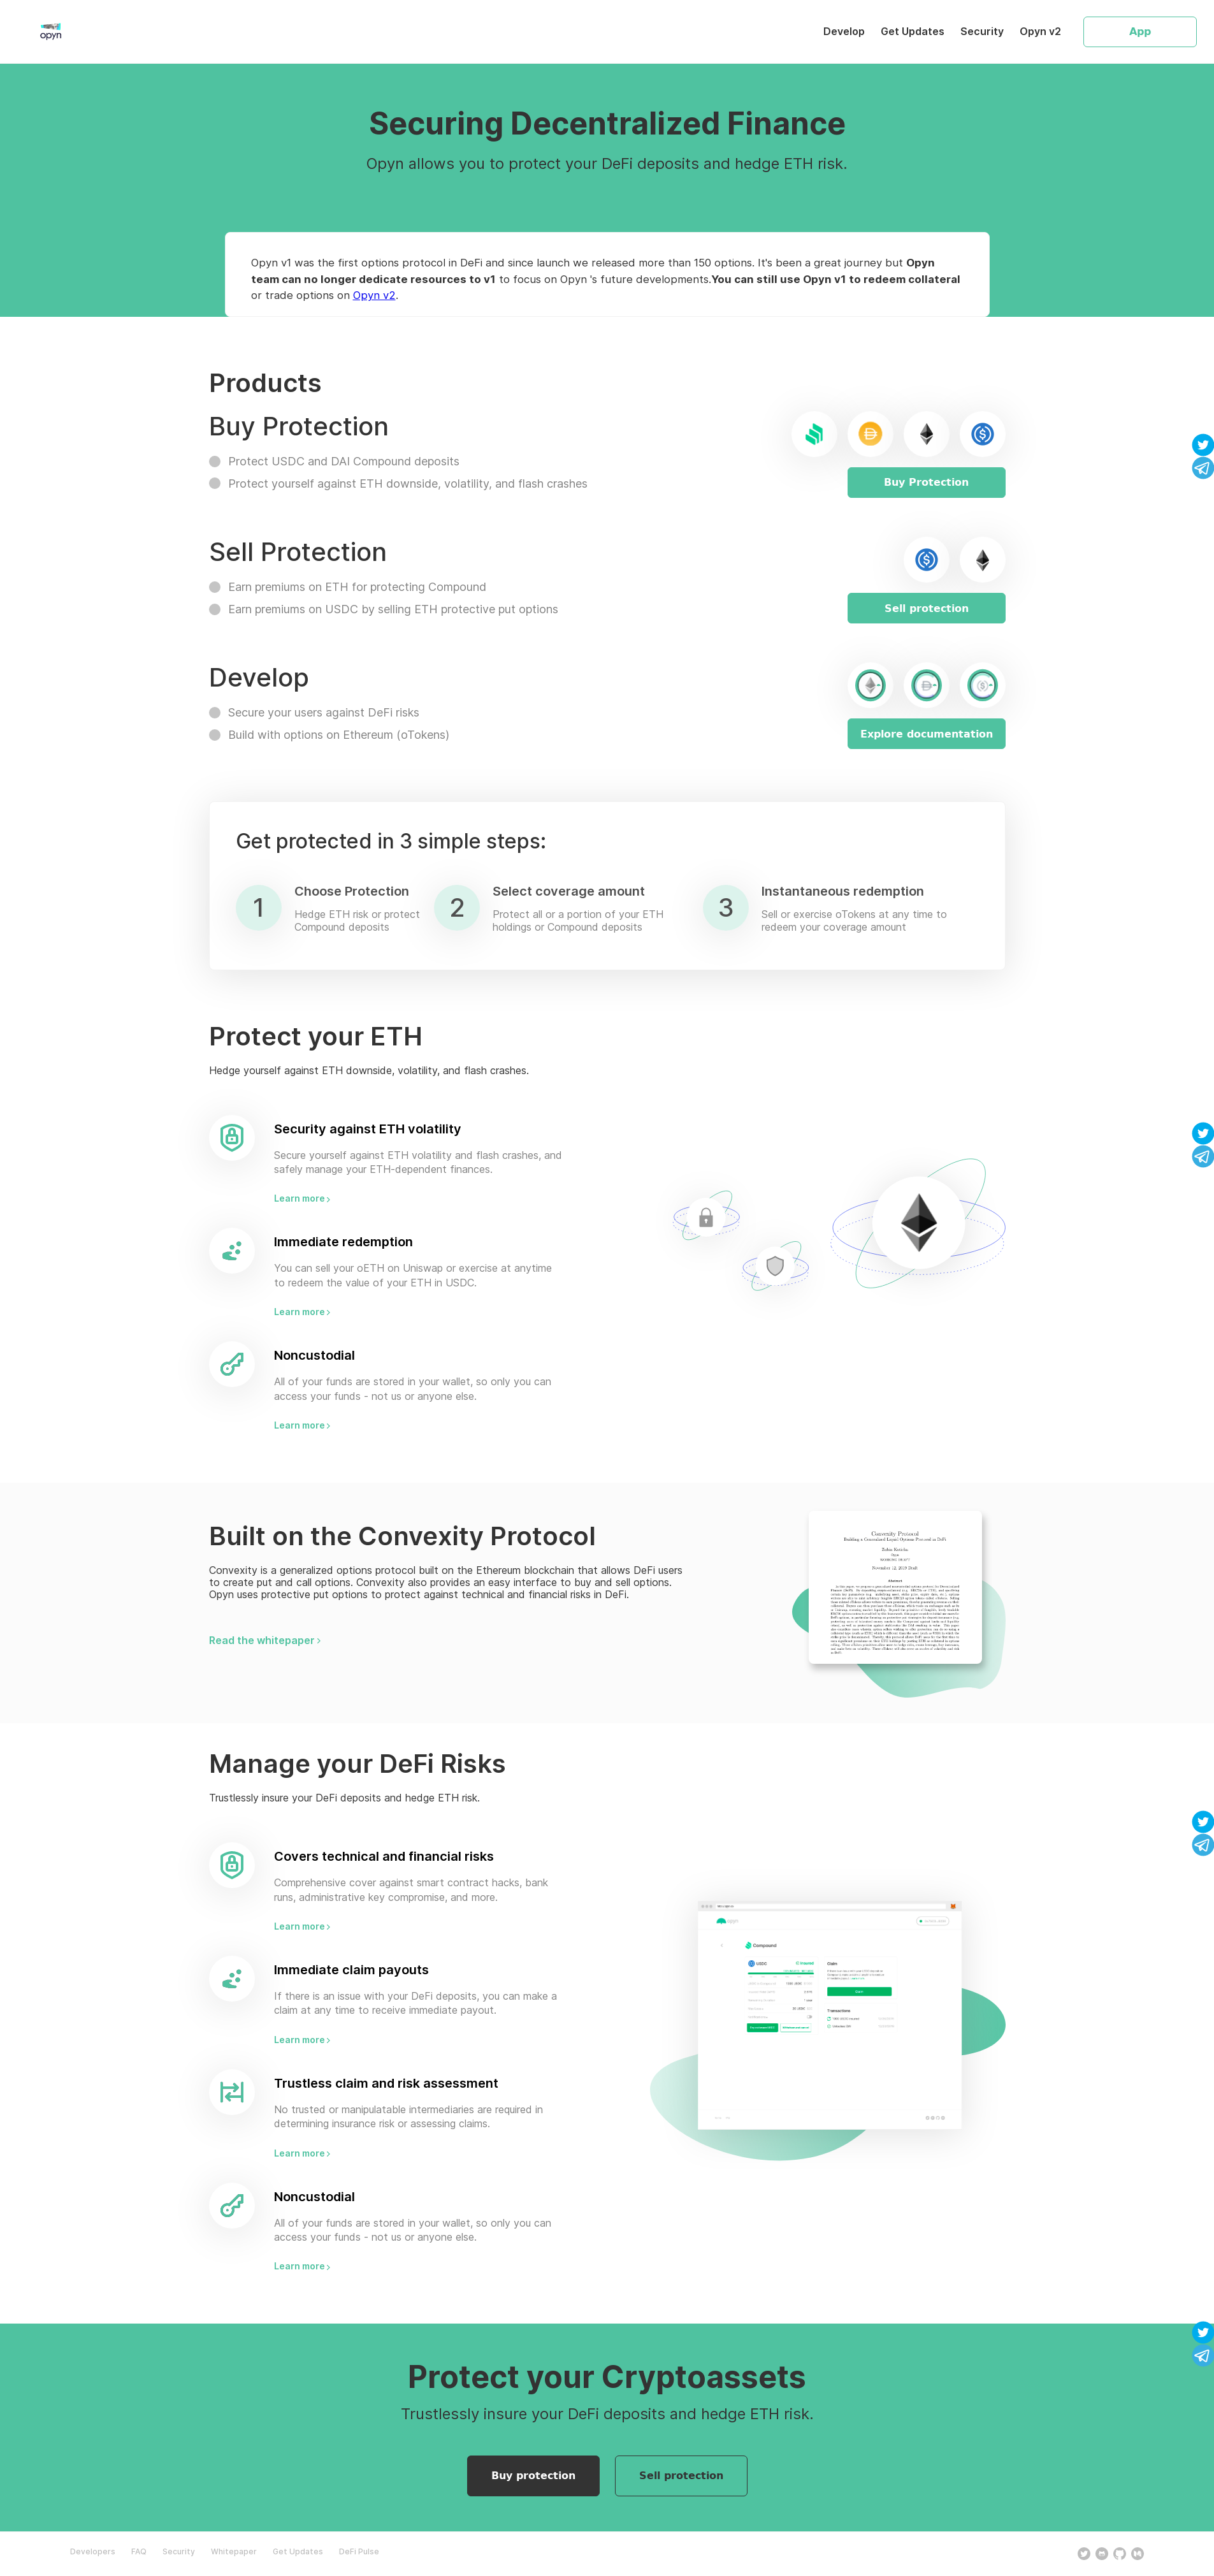 opyn
Develop
Get Updates
Security
Opyn v2
App
Securing Decentralized Finance
Opyn allows you to protect your DeFi deposits and hedge ETH risk.
Opyn v1 was the first options protocol in DeFi and since launch we released more than 150 options. It's been a great journey but Opyn
team can no longer dedicate resources to v1 to focus on Opyn 's future developments.You can still use Opyn v1 to redeem collateral
or trade options on Opyn v2.
Products
Buy Protection
Protect USDC and DAI Compound deposits
Protect yourself against ETH downside, volatility, and flash crashes
Buy Protection
Sell Protection
Earn premiums on ETH for protecting Compound
Earn premiums on USDC by selling ETH protective put options
Sell protection
Develop
Secure your users against DeFi risks
Build with options on Ethereum (oTokens)
Explore documentation
Get protected in 3 simple steps:
1
Choose Protection
Hedge ETH risk or protect
Compound deposits
2
Select coverage amount
Protect all or a portion of your ETH
holdings or Compound deposits
3
Instantaneous redemption
Sell or exercise oTokens at any time to
redeem your coverage amount
Protect your ETH
Hedge yourself against ETH downside, volatility, and flash crashes.
Security against ETH volatility
Secure yourself against ETH volatility and flash crashes, and
safely manage your ETH-dependent finances.
Learn more ›
Immediate redemption
You can sell your oETH on Uniswap or exercise at anytime
to redeem the value of your ETH in USDC.
Learn more ›
Noncustodial
All of your funds are stored in your wallet, so only you can
access your funds - not us or anyone else.
Learn more ›
Built on the Convexity Protocol
Convexity is a generalized options protocol built on the Ethereum blockchain that allows DeFi users
to create put and call options. Convexity also provides an easy interface to buy and sell options.
Opyn uses protective put options to protect against technical and financial risks in DeFi.
Read the whitepaper ›
Convexity Protocol
Building a Generalized Liquid Options Protocol in DeFi
Abstract
Manage your DeFi Risks
Trustlessly insure your DeFi deposits and hedge ETH risk.
Covers technical and financial risks
Comprehensive cover against smart contract hacks, bank
runs, administrative key compromise, and more.
Learn more ›
Immediate claim payouts
If there is an issue with your DeFi deposits, you can make a
claim at any time to receive immediate payout.
Learn more ›
Trustless claim and risk assessment
No trusted or manipulatable intermediaries are required in
determining insurance risk or assessing claims.
Learn more ›
Noncustodial
All of your funds are stored in your wallet, so only you can
access your funds - not us or anyone else.
Learn more ›
Compound
USDC
Claim
Transactions
Protect your Cryptoassets
Trustlessly insure your DeFi deposits and hedge ETH risk.
Buy protection
Sell protection
Developers
FAQ
Security
Whitepaper
Get Updates
DeFi Pulse